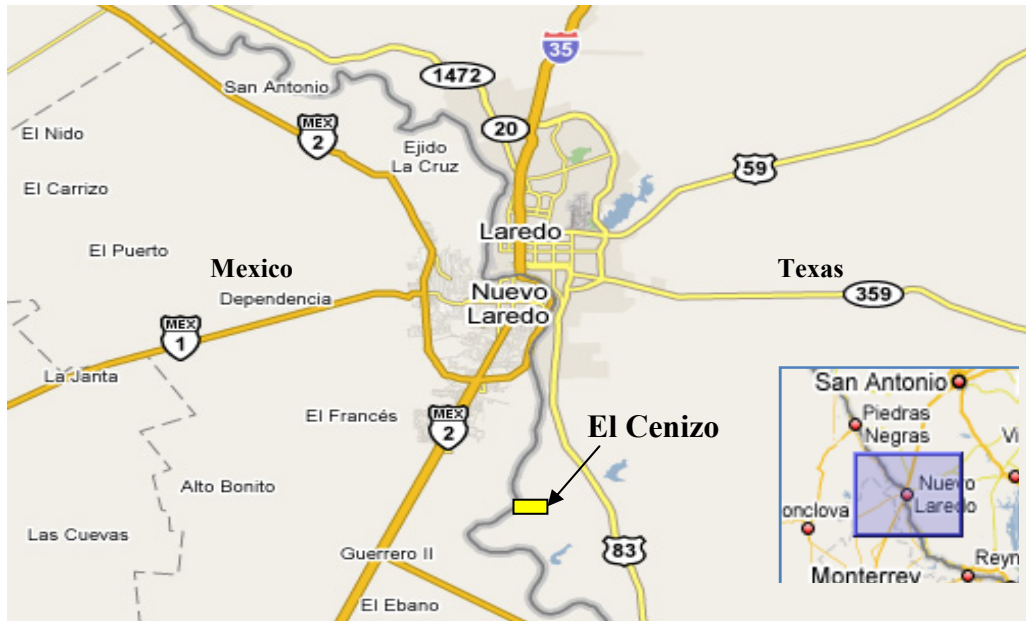 35
1472
San Antonio
20
MEX
2
El Nido
Ejido
La Cruz
59
El Carrizo
Laredo
El Puerto
Mexico
Texas
Dependencia
Nuevo
Laredo
359
MEX
1
La Janta
San Antonio
El Francés
MEX
2
El Cenizo
Piedras
Negras
Vi
Alto Bonito
Nuevo
Laredo
onclova
Las Cuevas
Guerrero II
83
Reyn
Monterrey
El Ebano